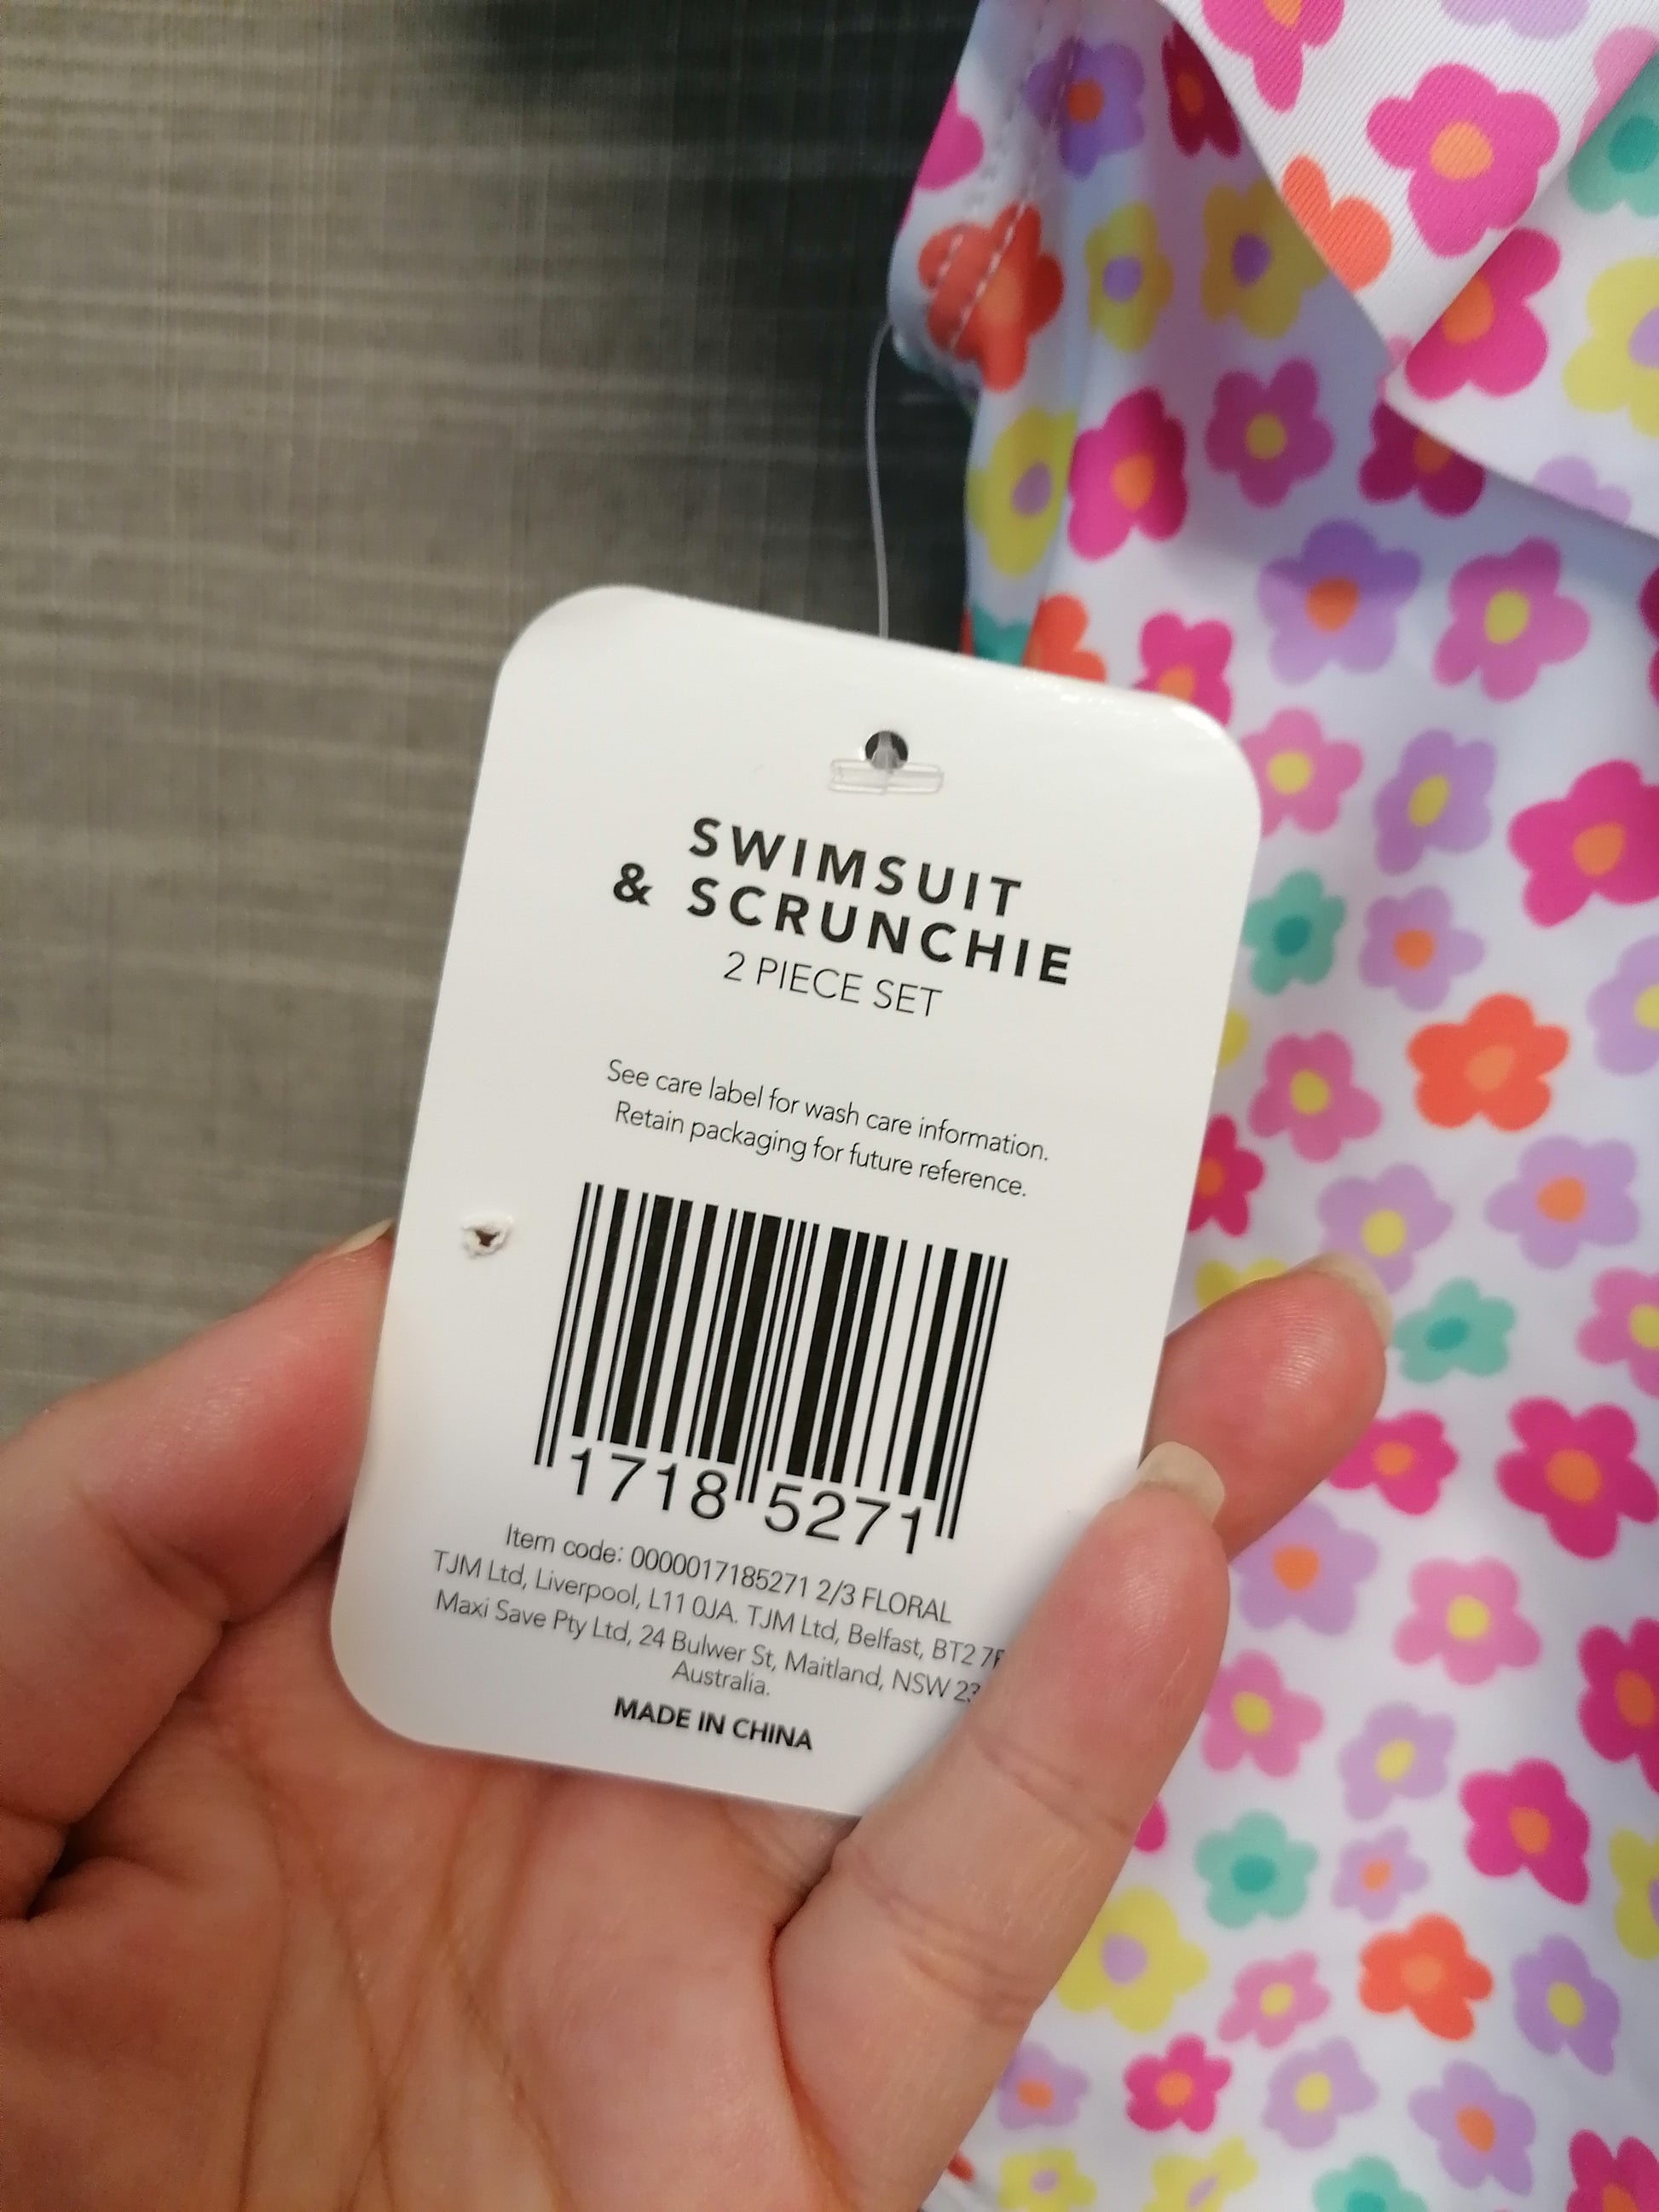 SWIMSUIT
& SCRUNCHIE
2 PIECE SET
See care label for wash care information.
Retain packaging for future reference.
1718 5271
Item code: 0000017185271 2/3 FLORAL
TJM Ltd, Liverpool, L11 0JA. TJM Ltd, Belfast, BT2
Maxi Save Pty Ltd, 24 Bulwer St, Maitland, NSW
Australia.
MADE IN CHINA